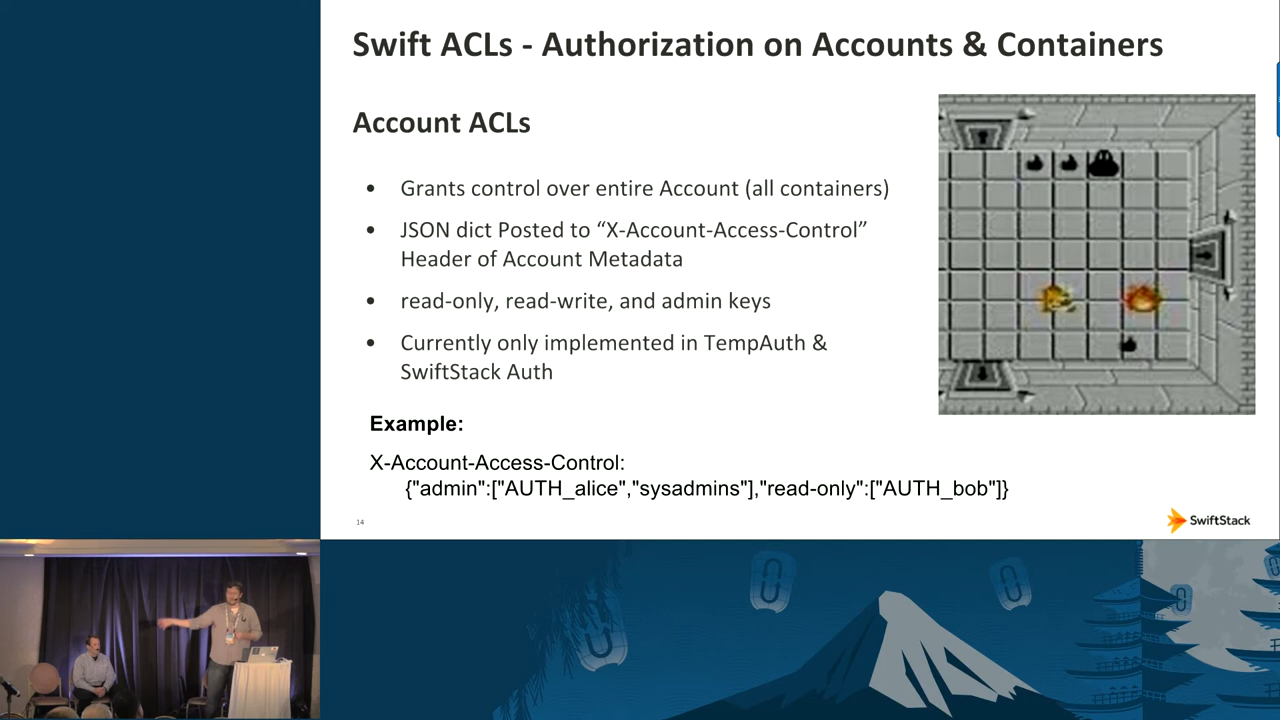 Swift ACLs - Authorization on Accounts & Containers
Account ACLs
• Grants control over entire Account (all containers)
• JSON dict Posted to “X-Account-Access-Control”
Header of Account Metadata
• read-only, read-write, and admin keys
• Currently only implemented in TempAuth &
SwiftStack Auth
Example:
X-Account-Access-Control:
{"admin":["AUTH_alice","sysadmins"],"read-only":["AUTH_bob"]}
14
SwiftStack